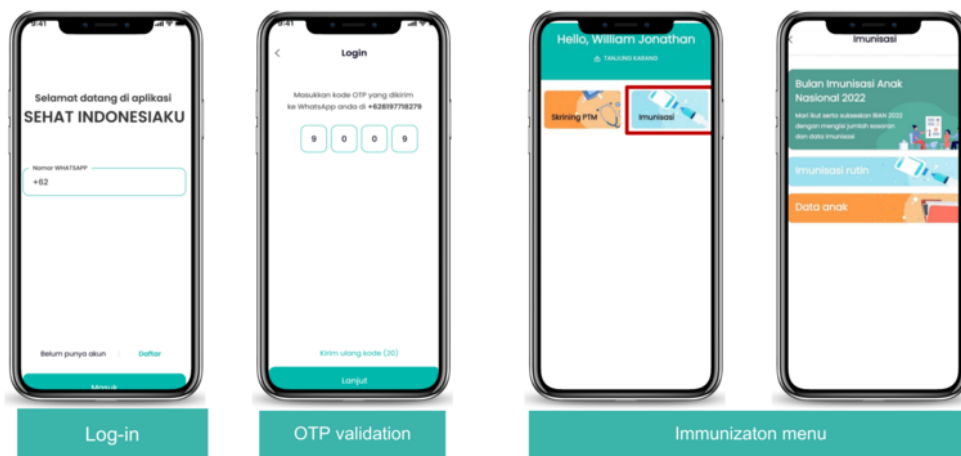 9:41
Selamat datang di aplikasi
SEHAT INDONESIAKU
Nomor WHATSAPP
+62
Belum punya akun
Daftar
Masuk
Log-in
9:41
Login
Masukkan kode OTP yang dikirim
ke WhatsApp anda di +628197718279
9 0 0 9
Kirim ulang kode (20)
Lanjut
OTP validation
Hello, William Jonathan
TANJUNG KARANG
Skrining PTM
Imunisasi
Imunisasi
Bulan Imunisasi Anak
Nasional 2022
Mari ikut serta sukseskan BIAN 2022
dengan mengisi jumlah sasaran
dan data imunisasi
Imunisasi rutin
Data anak
Immunizaton menu